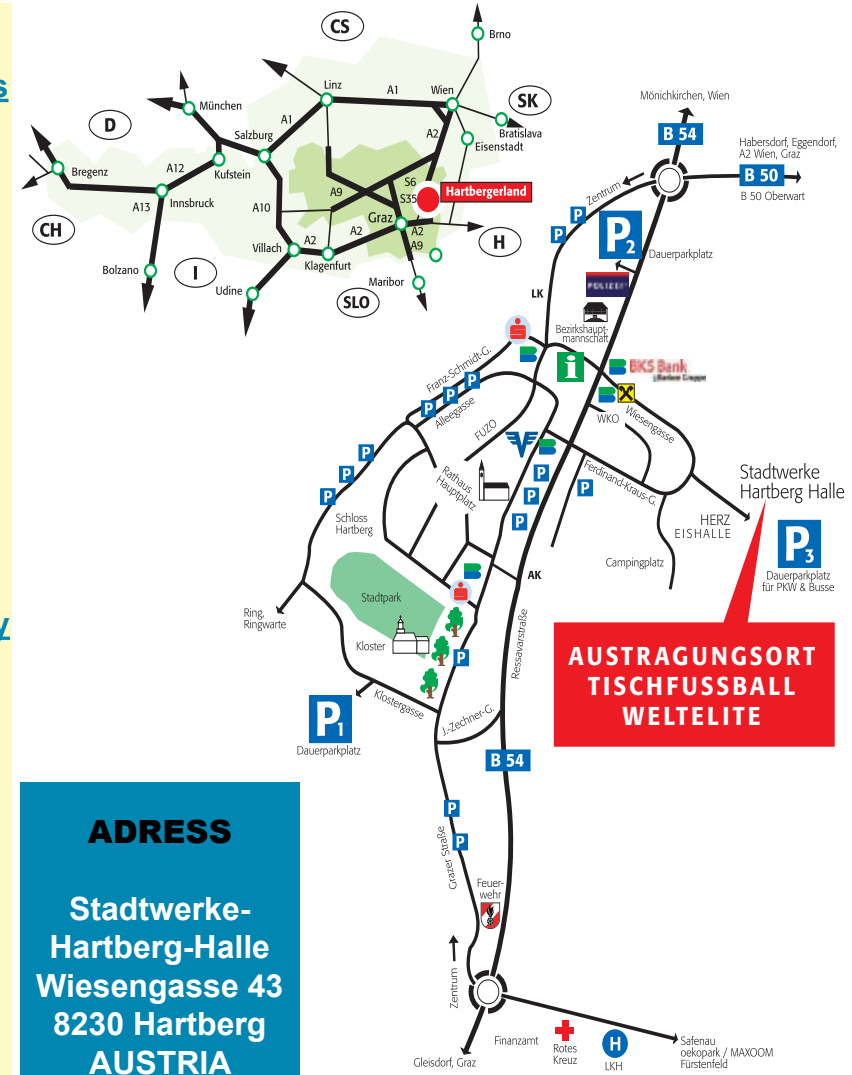 s
y
CS
Brno
Linz
A1
Wien
SK
München
A1
A2
Bratislava
D
Salzburg
Eisenstadt
Bregenz
A12
Kufstein
A9
S6
S35
Hartbergerland
A13
Innsbruck
A10
Graz
CH
Villach
A2
A2
A2
A9
H
Klagenfurt
Bolzano
I
Udine
SLO
Maribor
Mönichkirchen, Wien
B 54
Habersdorf, Eggendorf,
A2 Wien, Graz
B 50
B 50 Oberwart
Zentrum
P
P
P2
Dauerparkplatz
POLIZEI
LK
Bezirkshaupt-
mannschaft
S
i
BKS Bank
Franz-Schmidt-G.
P
P
P
Alleegasse
FUZO
WKO
Wiesengasse
P
P
P
Rathaus
Hauptplatz
P
P
P
P
Ferdinand-Kraus-G.
Stadtwerke
Hartberg Halle
Schloss
Hartberg
HERZ
EISHALLE
P3
Dauerparkplatz
für PKW & Busse
Campingplatz
AK
Stadtpark
S
Ring,
Ringwarte
Kloster
P
Ressavarstraße
AUSTRAGUNGSORT
TISCHFUSSBALL
WELTELITE
Klostergasse
P1
Dauerparkplatz
J.-Zechner-G.
B 54
P
P
Grazer Straße
Feuer-
wehr
Zentrum
Gleisdorf, Graz
Finanzamt
Rotes
Kreuz
H
LKH
Safenau
oekopark / MAXOOM
Fürstenfeld
ADRESS
Stadtwerke-
Hartberg-Halle
Wiesengasse 43
8230 Hartberg
AUSTRIA